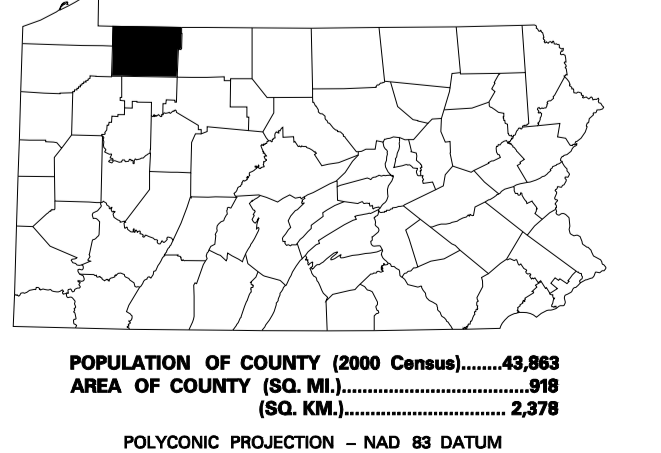 POPULATION OF COUNTY (2000 Census)........43,863
AREA OF COUNTY (SQ. MI.).....................................918
(SQ. KM.)................................ 2,378
POLYCONIC PROJECTION – NAD 83 DATUM